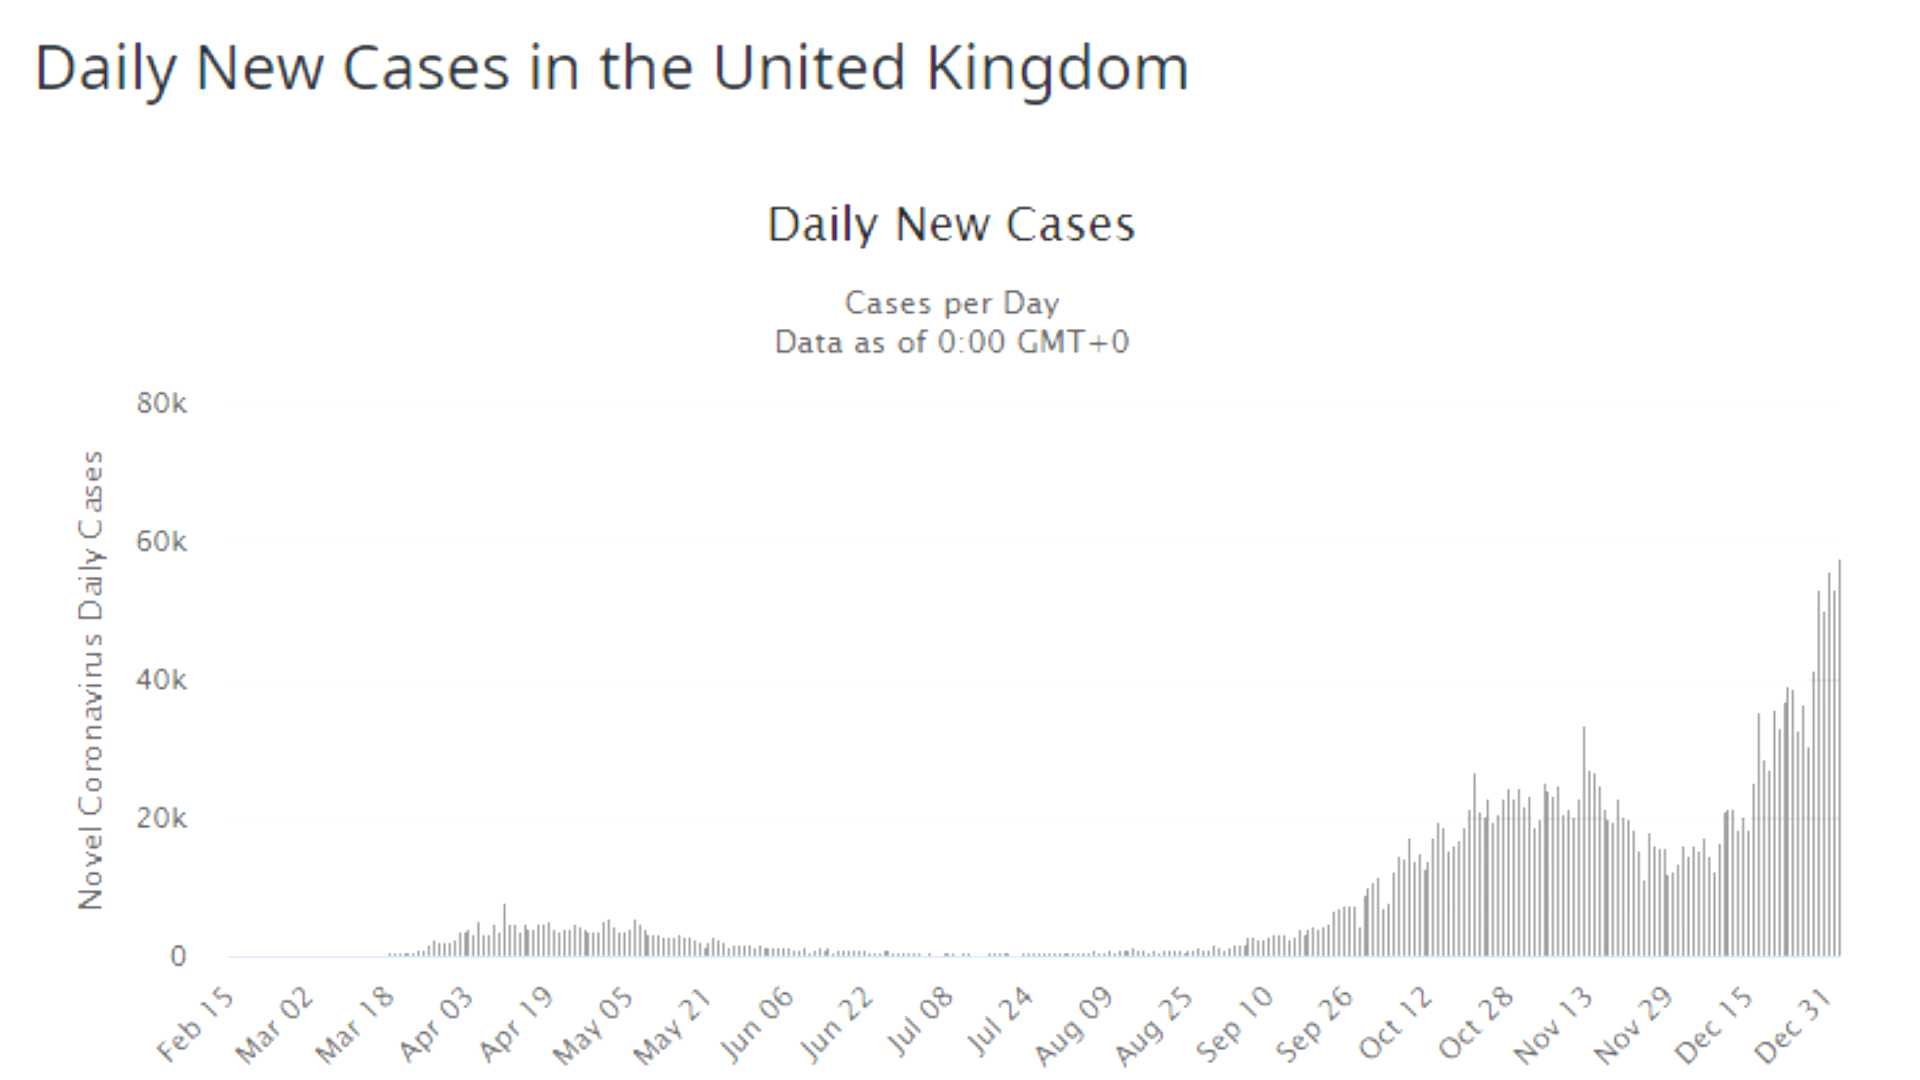 Daily New Cases in the United Kingdom
Daily New Cases
Cases per Day
Data as of 0:00 GMT+0
Novel Coronavirus Daily Cases
80k
60k
40k
20k
0
Feb 15
Mar 02
Mar 18
Apr 03
Apr 19
May 05
May 21
Jun 06
Jun 22
Jul 08
Jul 24
Aug 09
Aug 25
Sep 10
Sep 26
Oct 12
Oct 28
Nov 13
Nov 29
Dec 15
Dec 31